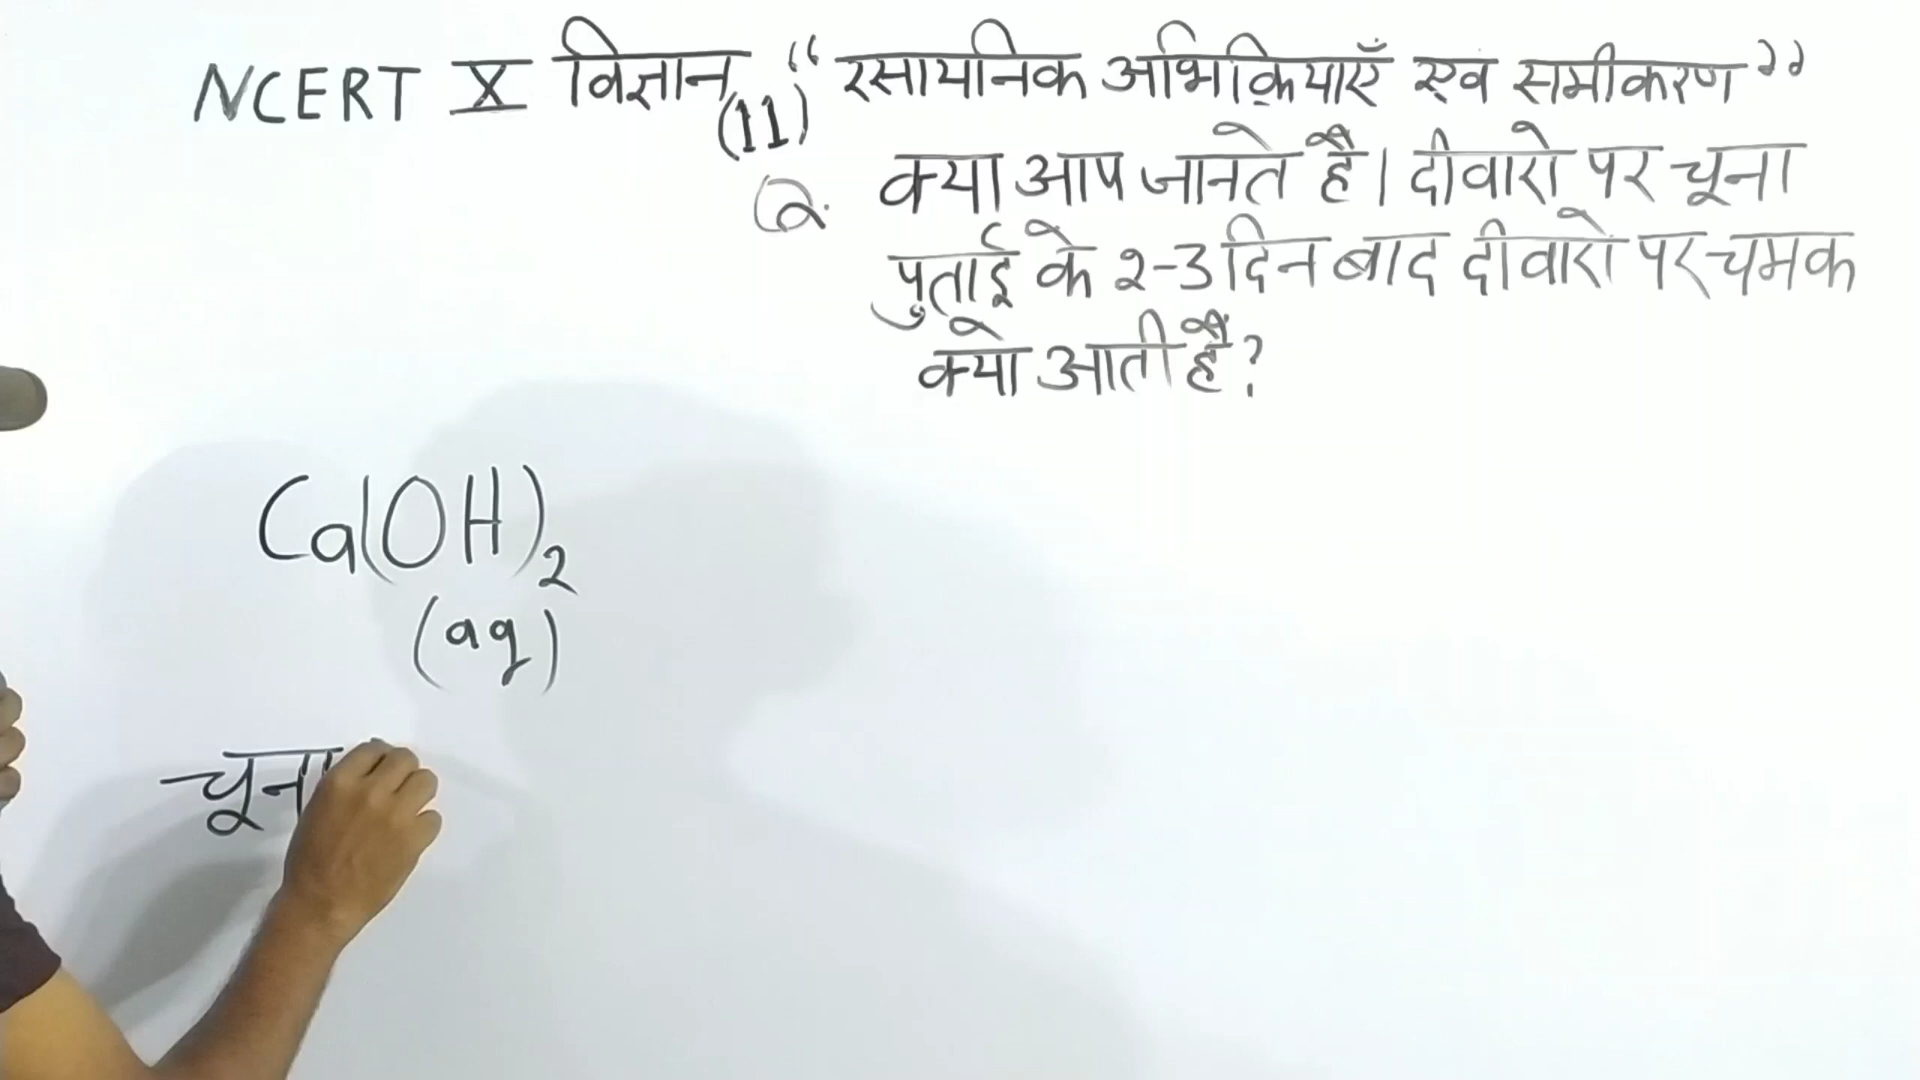 NCERT X विज्ञान "रसायनिक अभिक्रियाएँ एवं समीकरण"
(11)
Q. क्या आप जानते है। दीवारो पर चूना
पुताई के 2-3 दिन बाद दीवारो पर चमक
क्यो आती है?
Ca(OH)2
(aq)
चूना